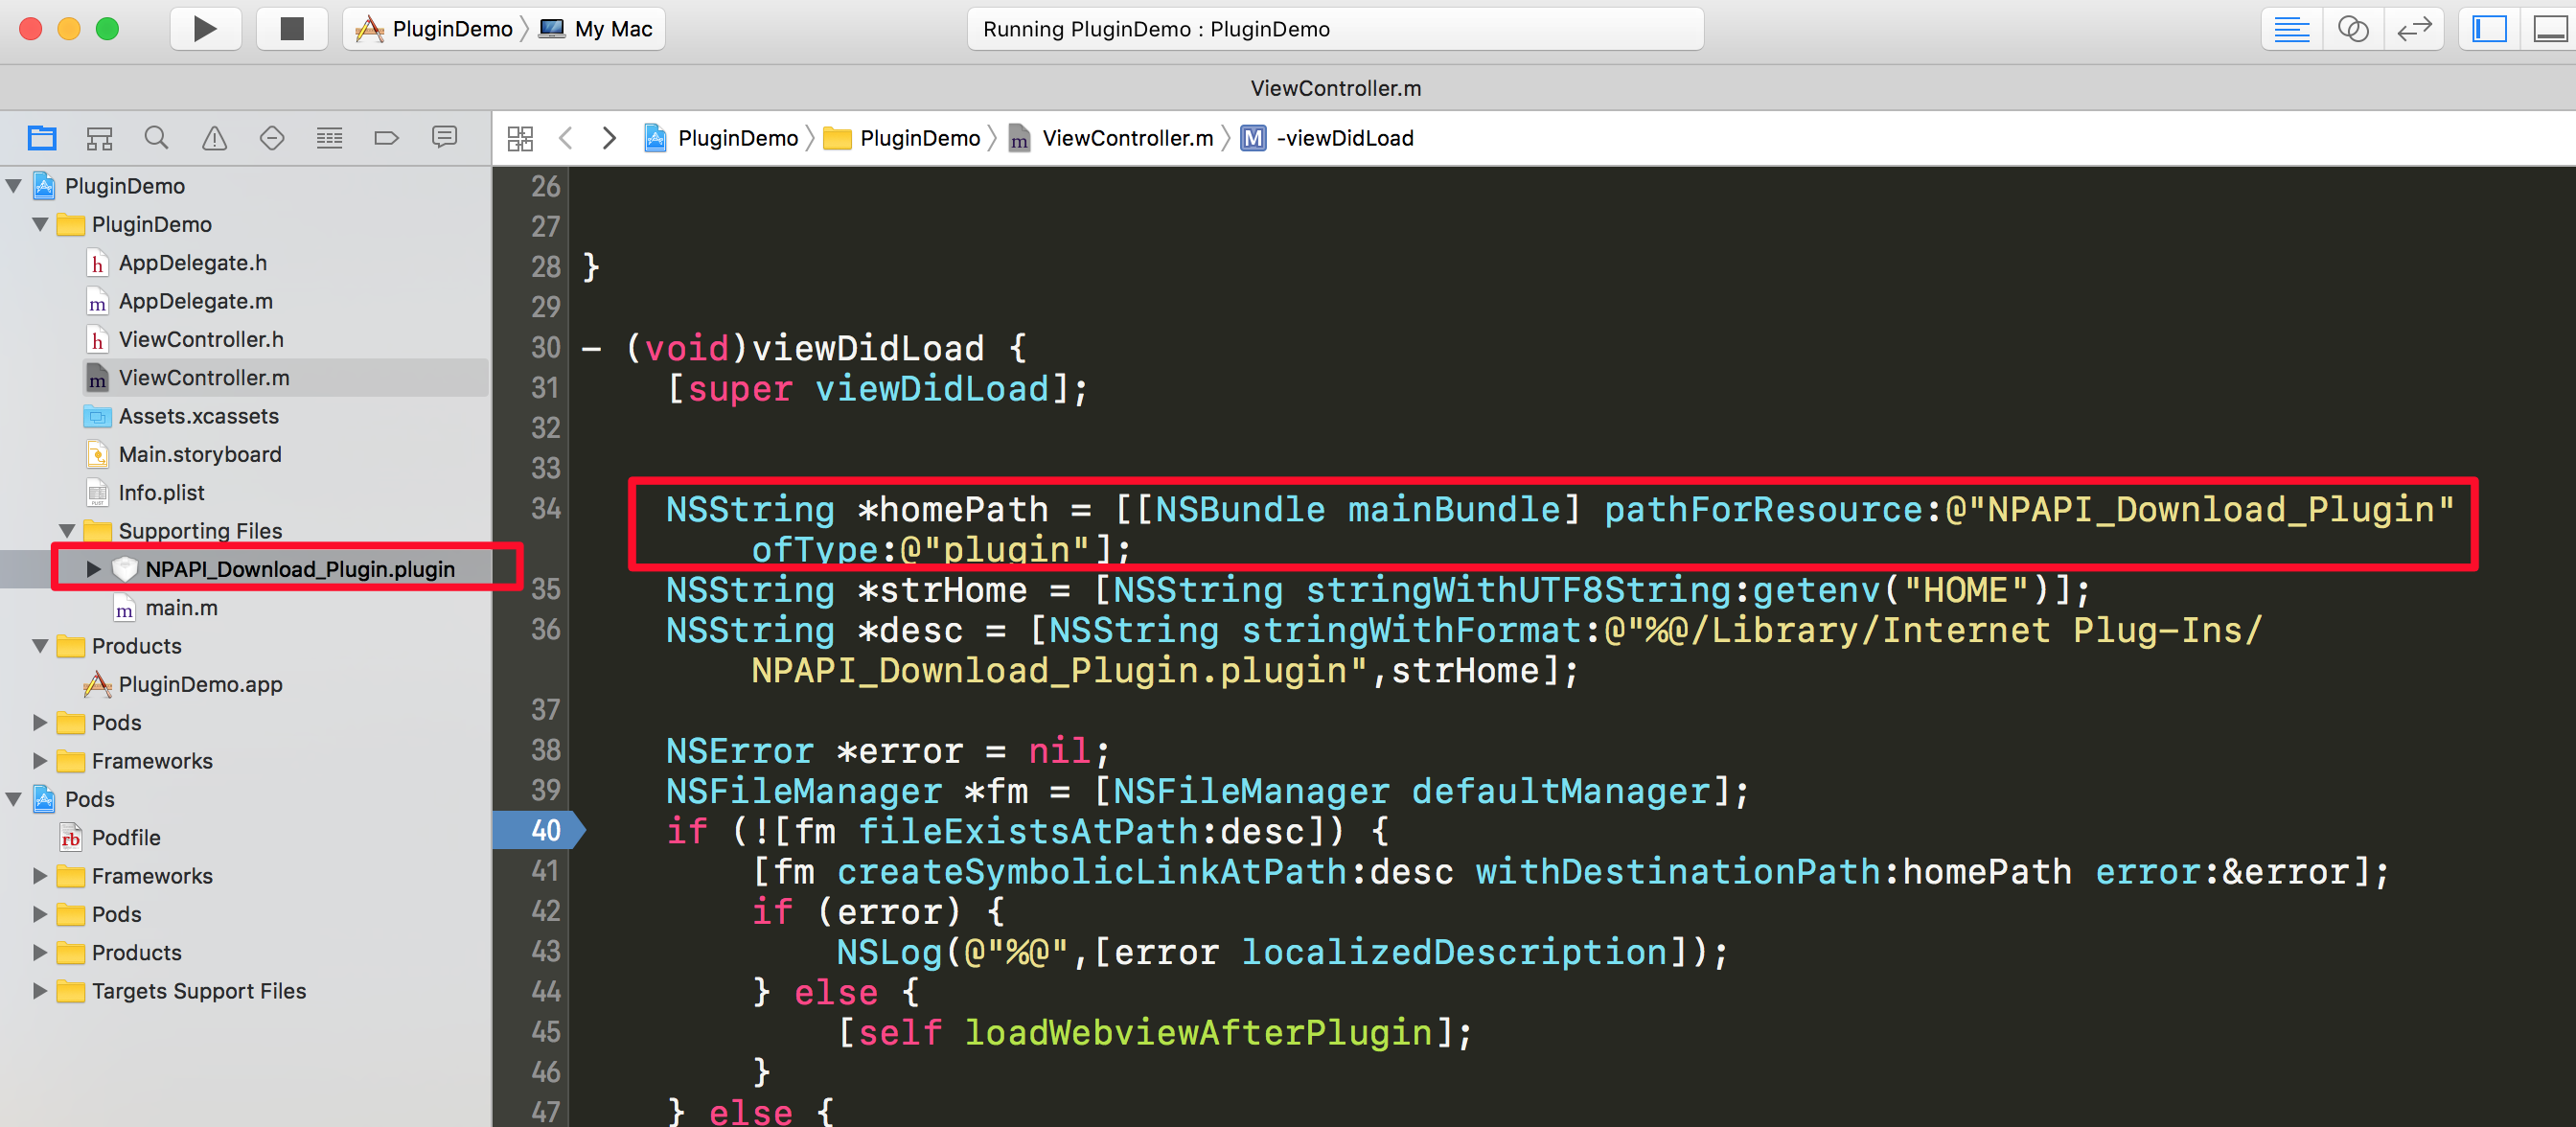 PluginDemo
My Mac
Running PluginDemo : PluginDemo
ViewController.m
PluginDemo
PluginDemo
ViewController.m
M
-viewDidLoad
PluginDemo
PluginDemo
h AppDelegate.h
m AppDelegate.m
h ViewController.h
m ViewController.m
Assets.xcassets
Main.storyboard
Info.plist
Supporting Files
NPAPI_Download_Plugin.plugin
m main.m
Products
PluginDemo.app
Pods
Frameworks
Pods
rb Podfile
Frameworks
Pods
Products
Targets Support Files
26
27
28 }
29
30 - (void)viewDidLoad {
31 [super viewDidLoad];
32
33
34 NSString *homePath = [[NSBundle mainBundle] pathForResource:@"NPAPI_Download_Plugin"
ofType:@"plugin"];
35 NSString *strHome = [NSString stringWithUTF8String:getenv("HOME")];
36 NSString *desc = [NSString stringWithFormat:@"%@/Library/Internet Plug-Ins/
NPAPI_Download_Plugin.plugin",strHome];
37
38 NSError *error = nil;
39 NSFileManager *fm = [NSFileManager defaultManager];
40 if (![fm fileExistsAtPath:desc]) {
41 [fm createSymbolicLinkAtPath:desc withDestinationPath:homePath error:&error];
42 if (error) {
43 NSLog(@"%@",[error localizedDescription]);
44 } else {
45 [self loadWebviewAfterPlugin];
46 }
47 } else {